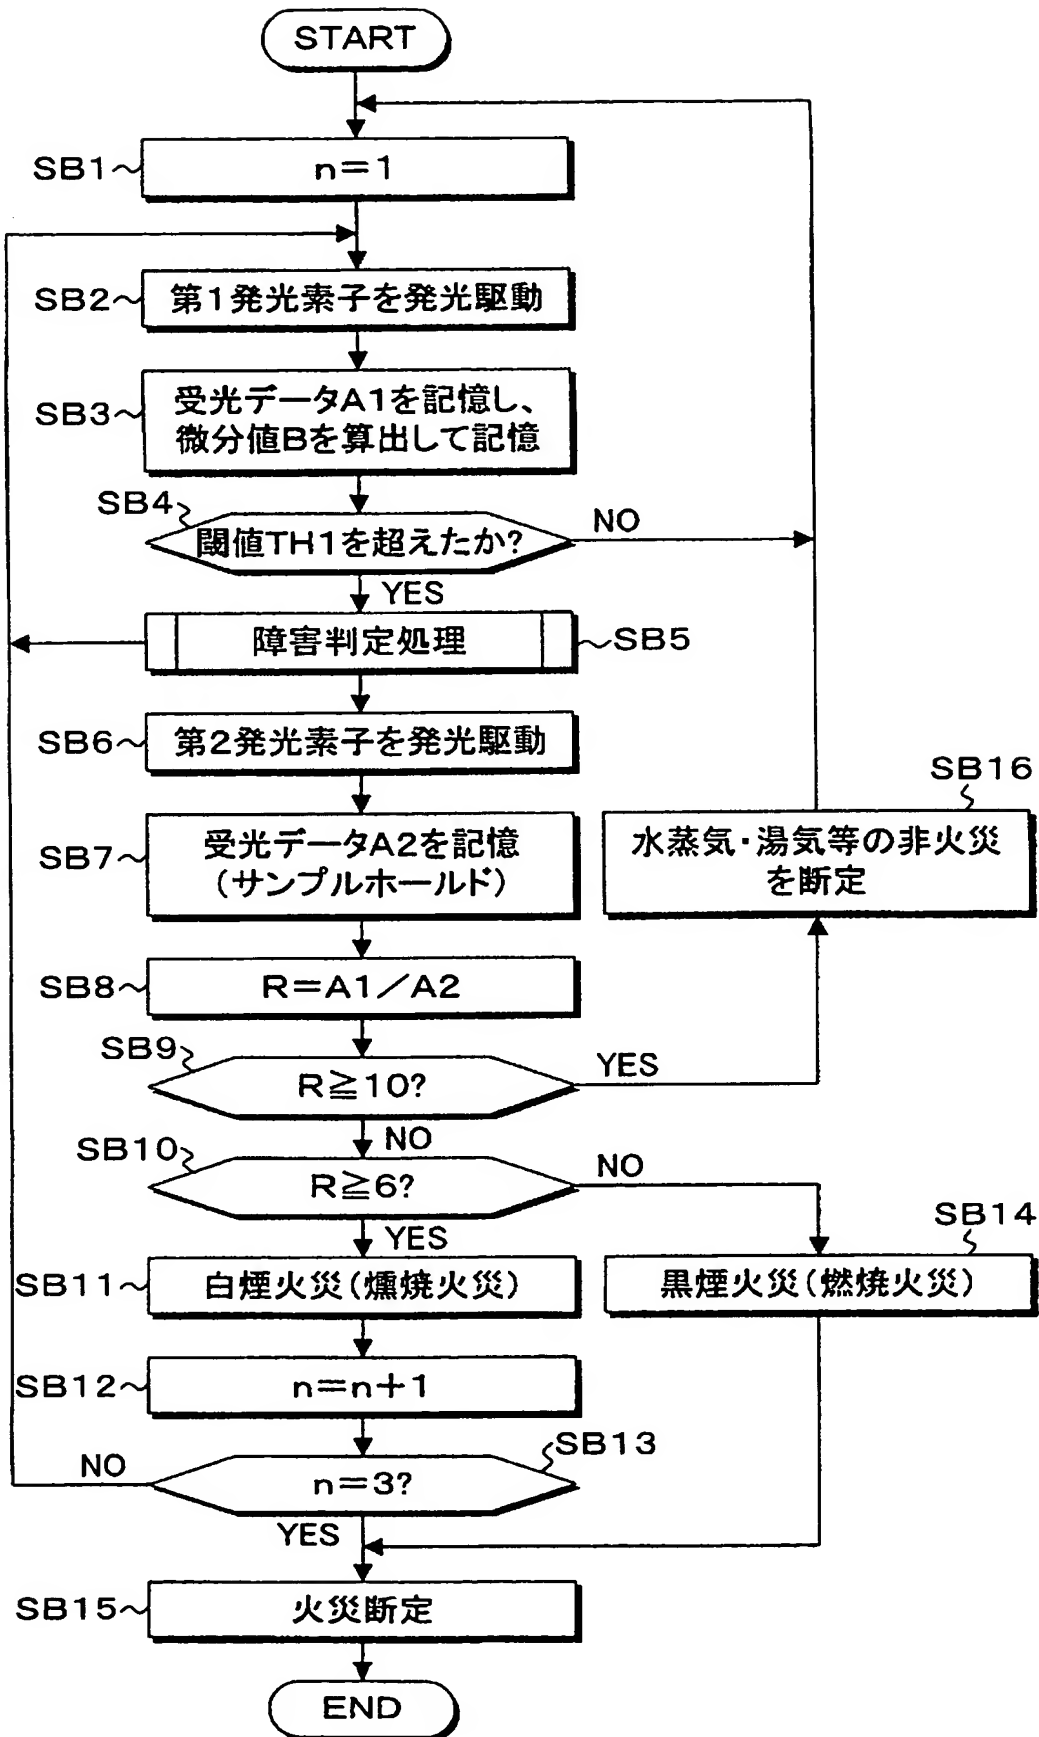 START
SB1
n=1
SB2
第1発光素子を発光駆動
SB3
受光データA1を記憶し、
微分値Bを算出して記憶
SB4
閾値TH1を超えたか?
NO
YES
障害判定処理
SB5
SB6
第2発光素子を発光駆動
SB7
受光データA2を記憶
(サンプルホールド)
SB16
水蒸気・湯気等の非火災
を断定
SB8
R=A1/A2
SB9
R≧10?
YES
NO
SB10
R≧6?
NO
YES
SB14
黒煙火災(燃焼火災)
SB11
白煙火災(燻焼火災)
SB12
n=n+1
SB13
n=3?
NO
YES
SB15
火災断定
END